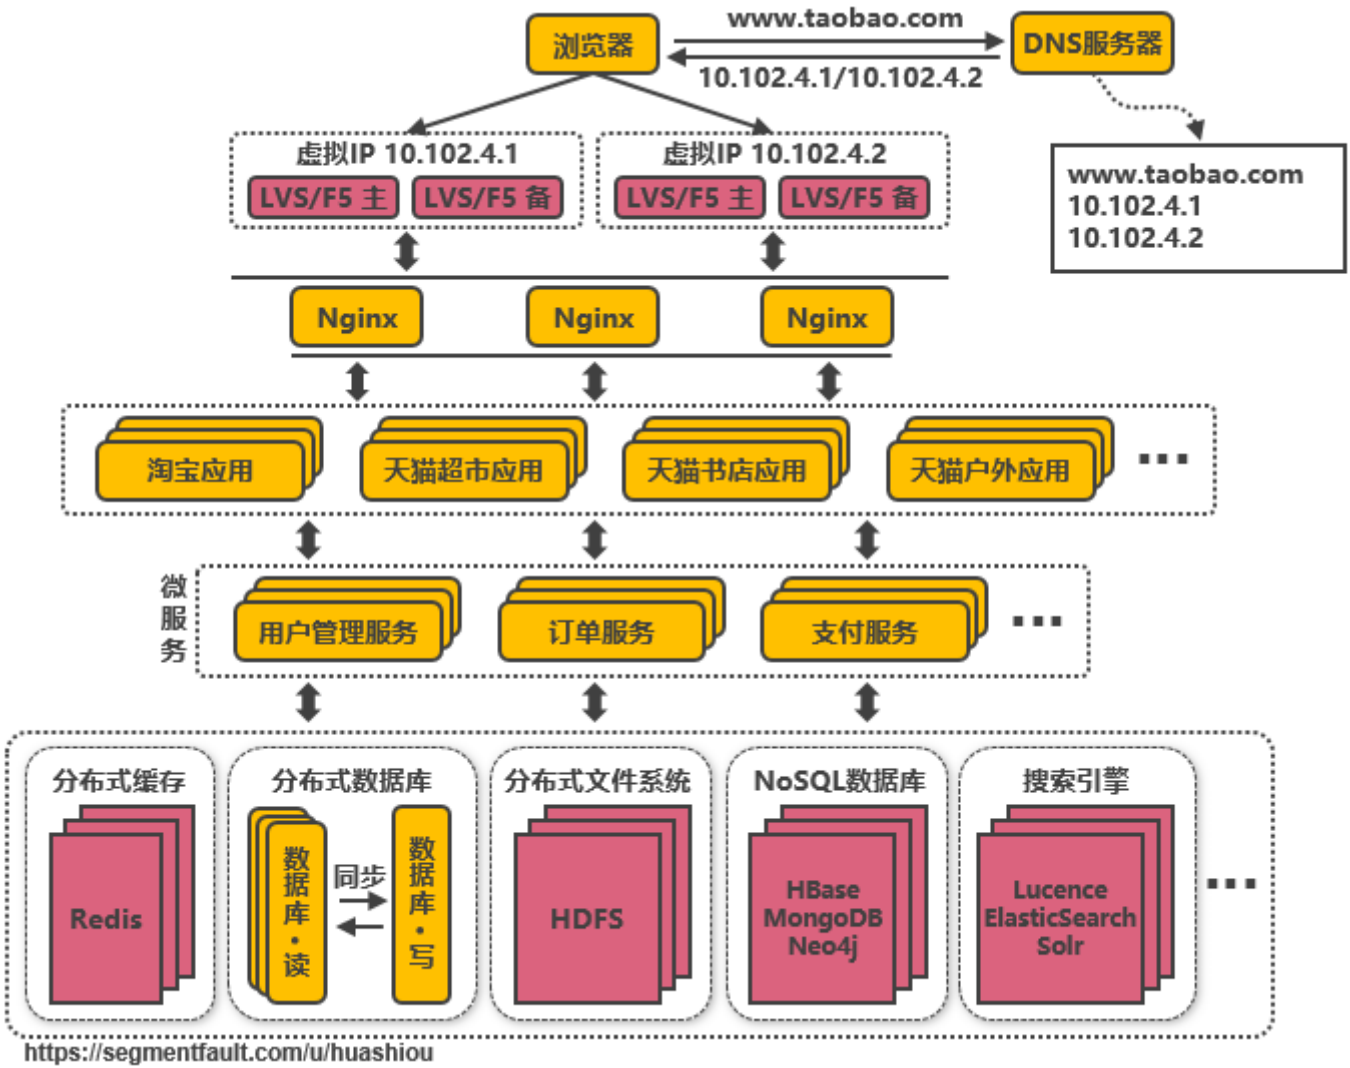 www.taobao.com
浏览器
DNS服务器
10.102.4.1/10.102.4.2
虚拟IP 10.102.4.1
LVS/F5 主
LVS/F5 备
虚拟IP 10.102.4.2
LVS/F5 主
LVS/F5 备
www.taobao.com
10.102.4.1
10.102.4.2
Nginx
Nginx
Nginx
淘宝应用
天猫超市应用
天猫书店应用
天猫户外应用
...
微服务
用户管理服务
订单服务
支付服务
...
分布式缓存
Redis
分布式数据库
数据库·读
同步
数据库·写
分布式文件系统
HDFS
NoSQL数据库
HBase
MongoDB
Neo4j
搜索引擎
Lucence
ElasticSearch
Solr
...
https://segmentfault.com/u/huashiou